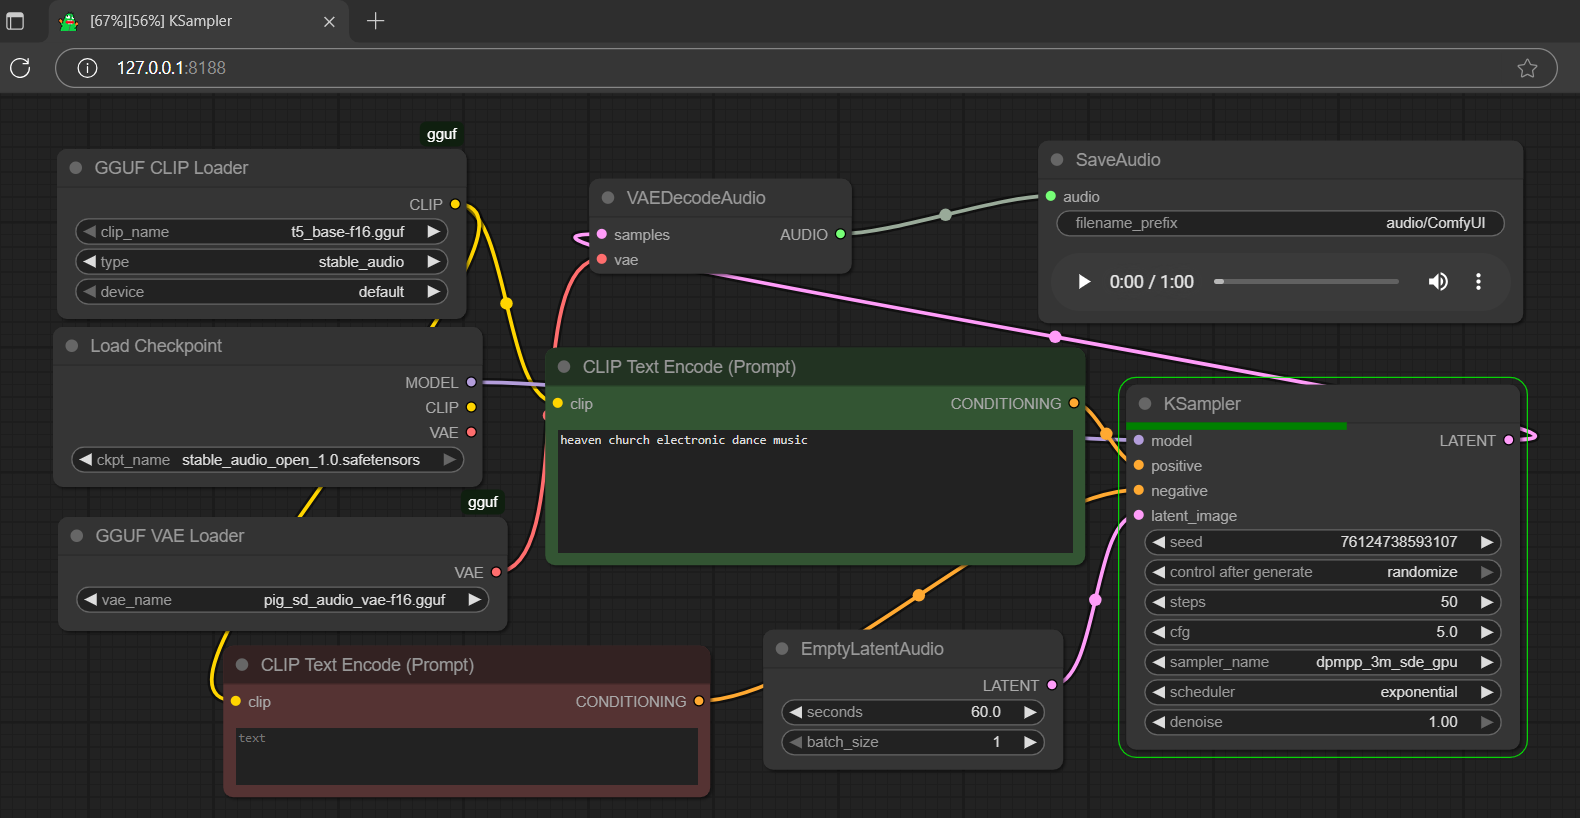 [67%][56%] KSampler
127.0.0.1:8188
gguf
GGUF CLIP Loader
CLIP
clip_name t5_base-f16.gguf
type stable_audio
device default
Load Checkpoint
MODEL
CLIP
VAE
ckpt_name stable_audio_open_1.0.safetensors
gguf
GGUF VAE Loader
VAE
vae_name pig_sd_audio_vae-f16.gguf
CLIP Text Encode (Prompt)
clip CONDITIONING
text
VAEDecodeAudio
samples AUDIO
vae
CLIP Text Encode (Prompt)
clip CONDITIONING
heaven church electronic dance music
EmptyLatentAudio
LATENT
seconds 60.0
batch_size 1
SaveAudio
audio
filename_prefix audio/ComfyUI
0:00 / 1:00
KSampler
model LATENT
positive
negative
latent_image
seed 76124738593107
control after generate randomize
steps 50
cfg 5.0
sampler_name dpmpp_3m_sde_gpu
scheduler exponential
denoise 1.00